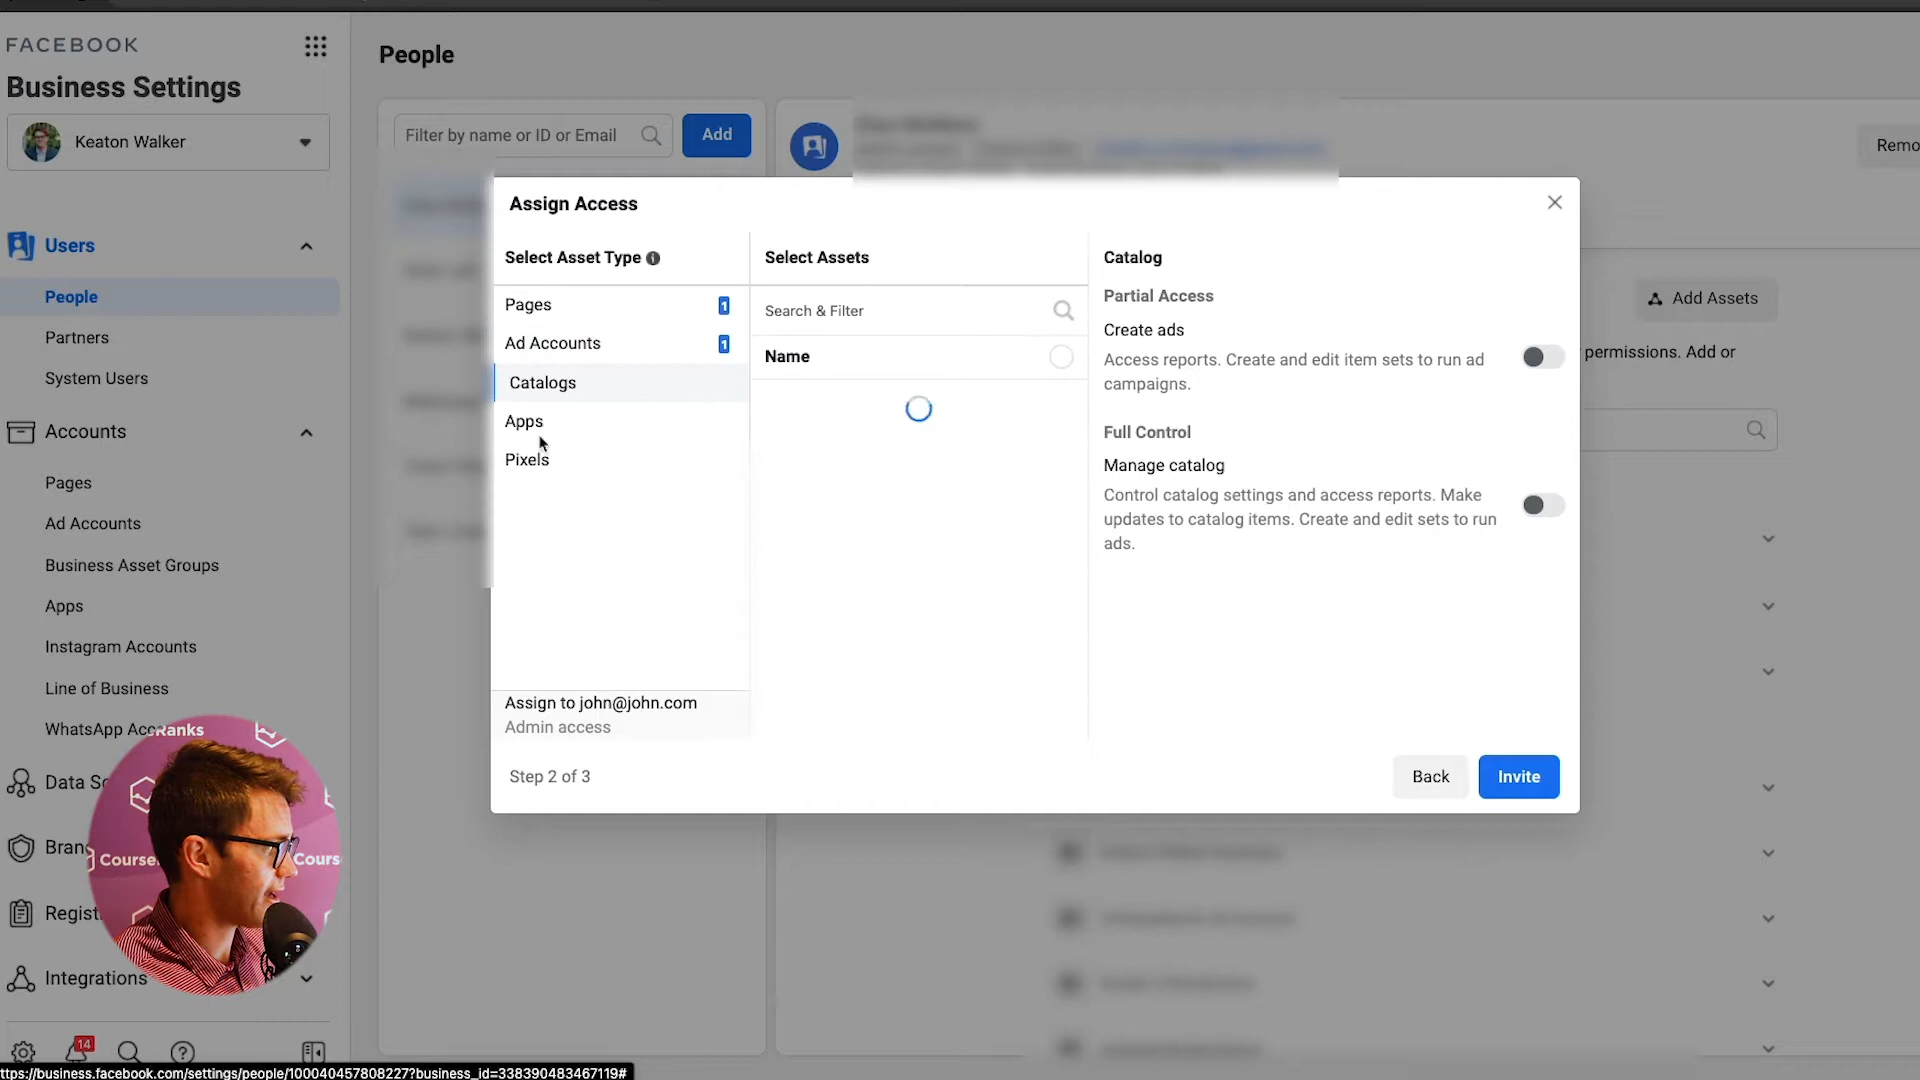 FACEBOOK
Business Settings
Keaton Walker
Users
People
Partners
System Users
Accounts
Pages
Ad Accounts
Business Asset Groups
Apps
Instagram Accounts
Line of Business
WhatsApp Acc
Data So
Bran
Regist
Integrations
14
Ranks
Course
Cours
https://business.facebook.com/settings/people/100040457808227?business_id=338390483467119#
People
Filter by name or ID or Email
Add
Remo
Add Assets
permissions. Add or
Assign Access
Select Asset Type
Pages 1
Ad Accounts 1
Catalogs
Apps
Pixels
Assign to john@john.com
Admin access
Step 2 of 3
Select Assets
Search & Filter
Name
Catalog
Partial Access
Create ads
Access reports. Create and edit item sets to run ad
campaigns.
Full Control
Manage catalog
Control catalog settings and access reports. Make
updates to catalog items. Create and edit sets to run
ads.
Back
Invite